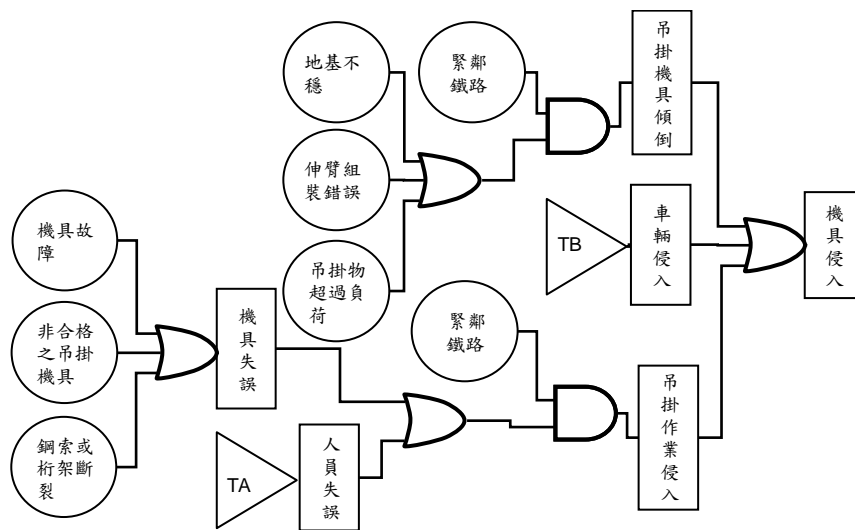 地基不
穩
緊鄰
鐵路
吊掛機具傾倒
伸臂組
裝錯誤
機具故
障
TB
車輛侵入
機具侵入
吊掛物
超過負
荷
非合格
之吊掛
機具
機具失誤
緊鄰
鐵路
鋼索或
桁架斷
裂
TA
人員失誤
吊掛作業侵入